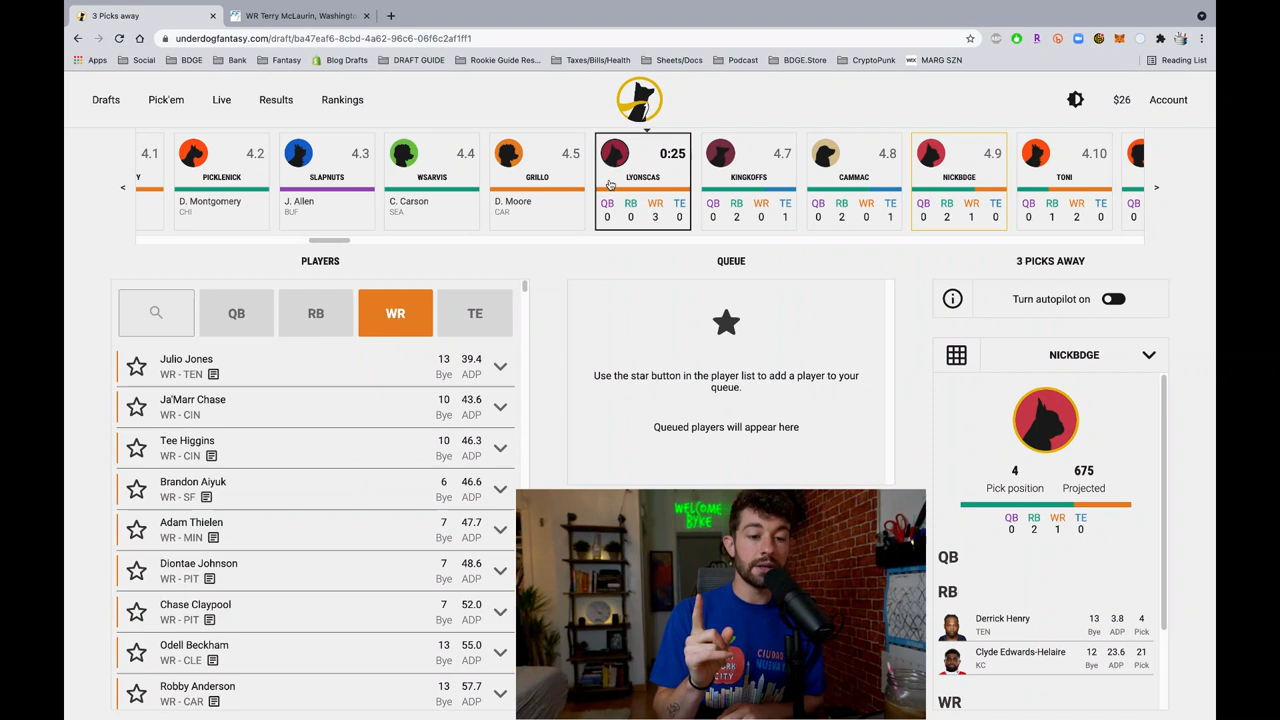 3 Picks away
WR Terry McLaurin, Washingto
underdogfantasy.com/draft/ba47eaf6-8cbd-4a62-96c6-06f6c2af1ff1
Apps Social BDGE Bank Fantasy Blog Drafts DRAFT GUIDE Rookie Guide Res... Taxes/Bills/Health Sheets/Docs Podcast BDGE.Store CryptoPunk MARG SZN Reading List
Drafts Pick'em Live Results Rankings $26 Account
4.1 4.2 4.3 4.4 4.5 0:25 4.7 4.8 4.9 4.10
Y PICKLENICK SLAPNUTS WSARVIS GRILLO LYONSCAS KINGKOFFS CAMMAC NICKBDGE TONI
D. Montgomery J. Allen C. Carson D. Moore QB RB WR TE QB RB WR TE QB RB WR TE QB RB WR TE QB RB WR TE
CHI BUF SEA CAR 0 0 3 0 0 2 0 1 0 2 0 1 0 2 1 0 0 1 2 0
< >
PLAYERS QUEUE 3 PICKS AWAY
QB RB WR TE
Turn autopilot on
Julio Jones 13 39.4
WR - TEN Bye ADP
Ja'Marr Chase 10 43.6
WR - CIN Bye ADP
Tee Higgins 10 46.3
WR - CIN Bye ADP
Brandon Aiyuk 6 46.6
WR - SF Bye ADP
Adam Thielen 7 47.7
WR - MIN Bye ADP
Diontae Johnson 7 48.6
WR - PIT Bye ADP
Chase Claypool 7 52.0
WR - PIT Bye ADP
Odell Beckham 13 55.0
WR - CLE Bye ADP
Robby Anderson 13 57.7
WR - CAR Bye ADP
Use the star button in the player list to add a player to your
queue.
Queued players will appear here
NICKBDGE
4 675
Pick position Projected
QB RB WR TE
0 2 1 0
QB
RB
Derrick Henry 13 3.8 4
TEN Bye ADP Pick
Clyde Edwards-Helaire 12 23.6 21
KC Bye ADP Pick
WR
WELCOME
BYKE
CIUDAD
NUEVA
YORK
CITY